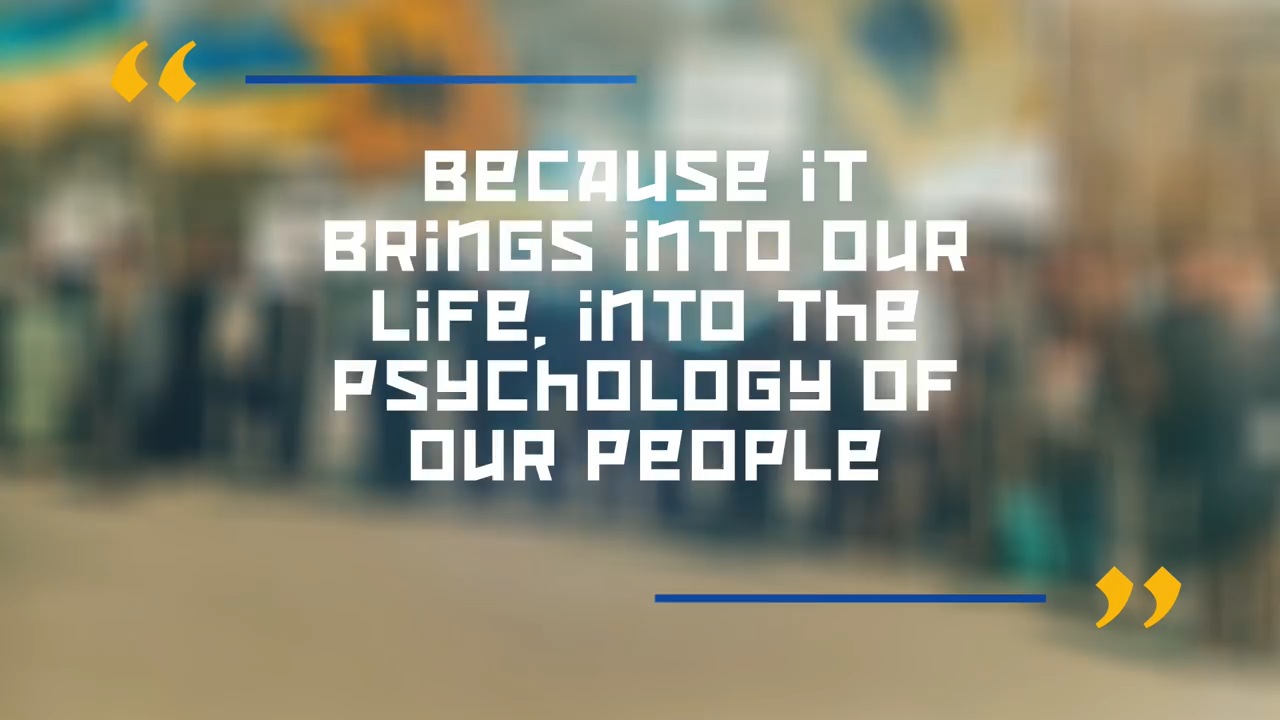 “
BECAUSE IT
BRINGS INTO OUR
LIFE, INTO THE
PSYCHOLOGY OF
OUR PEOPLE
”